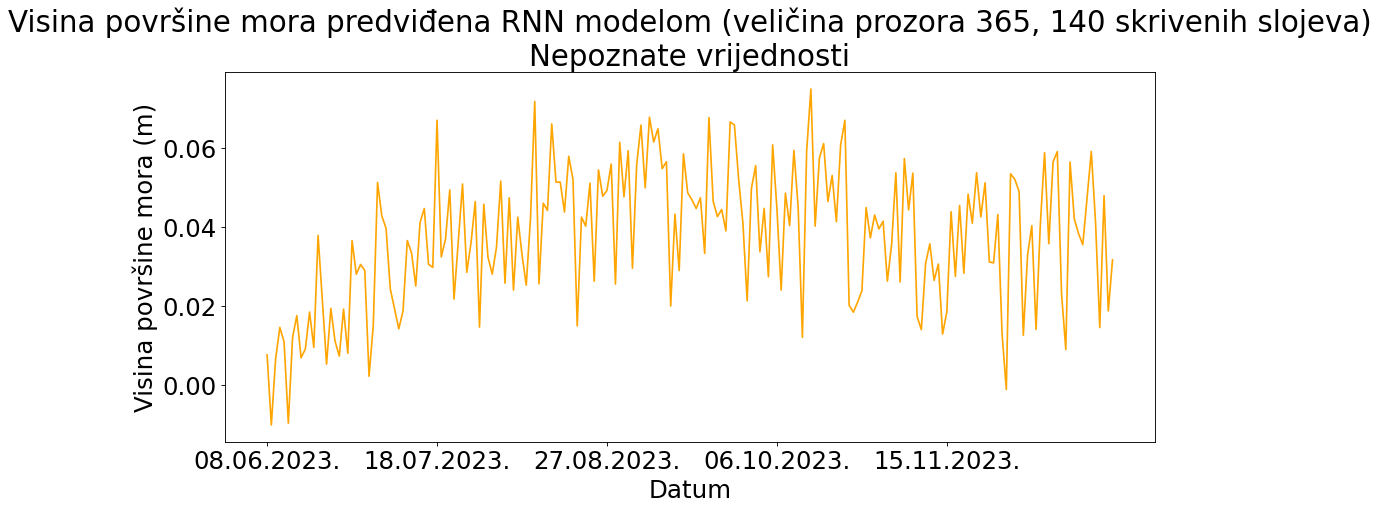 Visina površine mora predviđena RNN modelom (veličina prozora 365, 140 skrivenih slojeva)
Nepoznate vrijednosti
Visina površine mora (m)
0.06
0.04
0.02
0.00
08.06.2023. 18.07.2023. 27.08.2023. 06.10.2023. 15.11.2023.
Datum